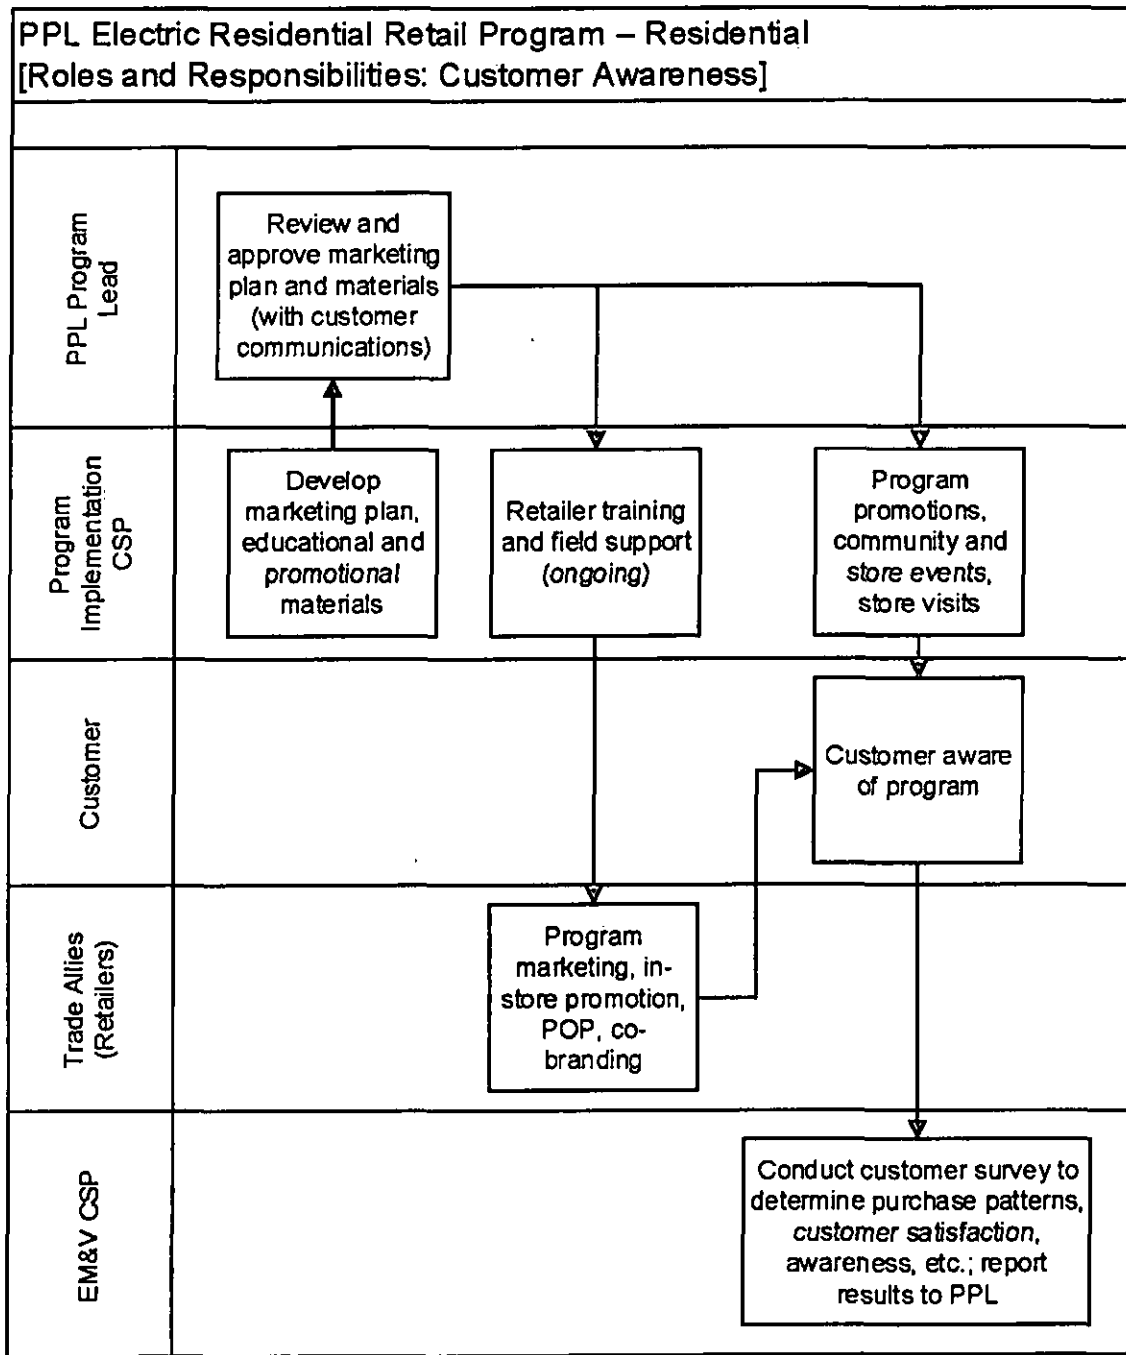 PPL Electric Residential Retail Program – Residential
[Roles and Responsibilities: Customer Awareness]
PPL Program
Lead
Review and
approve marketing
plan and materials
(with customer
communications)
Program
Implementation
CSP
Develop
marketing plan,
educational and
promotional
materials
Retailer training
and field support
(ongoing)
Program
promotions,
community and
store events,
store visits
Customer
Customer aware
of program
Trade Allies
(Retailers)
Program
marketing, in-
store promotion,
POP, co-
branding
EM&V CSP
Conduct customer survey to
determine purchase patterns,
customer satisfaction,
awareness, etc.; report
results to PPL